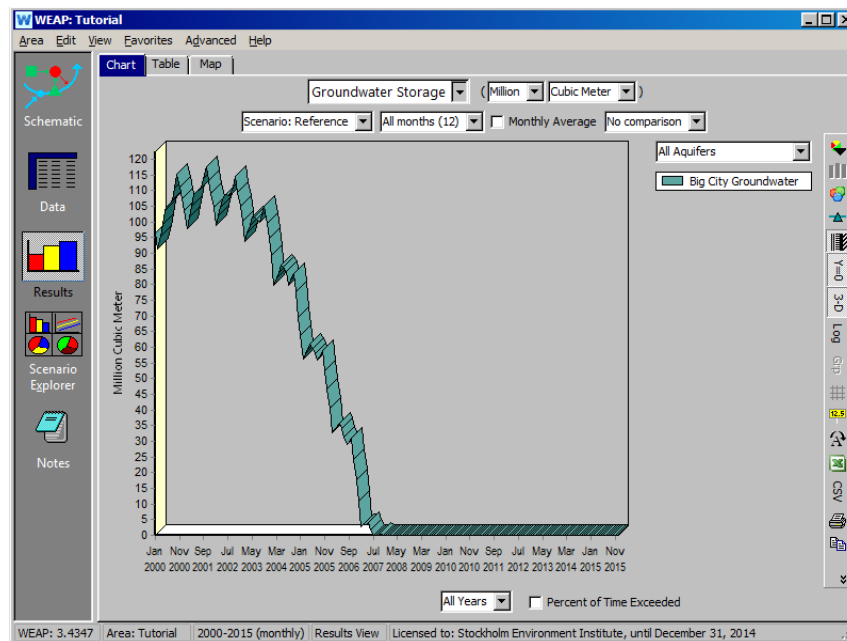 WEAP: Tutorial
Area Edit View Favorites Advanced Help
Chart Table Map
Groundwater Storage ( Million Cubic Meter )
Scenario: Reference All months (12) Monthly Average No comparison
All Aquifers
Big City Groundwater
Schematic
Data
Results
Scenario
Explorer
Notes
Million Cubic Meter
120
115
110
105
100
95
90
85
80
75
70
65
60
55
50
45
40
35
30
25
20
15
10
5
0
Jan Nov Sep Jul May Mar Jan Nov Sep Jul May Mar Jan Nov Sep Jul May Mar Jan Nov
2000 2000 2001 2002 2003 2004 2005 2005 2006 2007 2008 2009 2010 2010 2011 2012 2013 2014 2015 2015
All Years Percent of Time Exceeded
Y=0
3-D
Log
12.5
CSV
WEAP: 3.4347 Area: Tutorial 2000-2015 (monthly) Results View Licensed to: Stockholm Environment Institute, until December 31, 2014